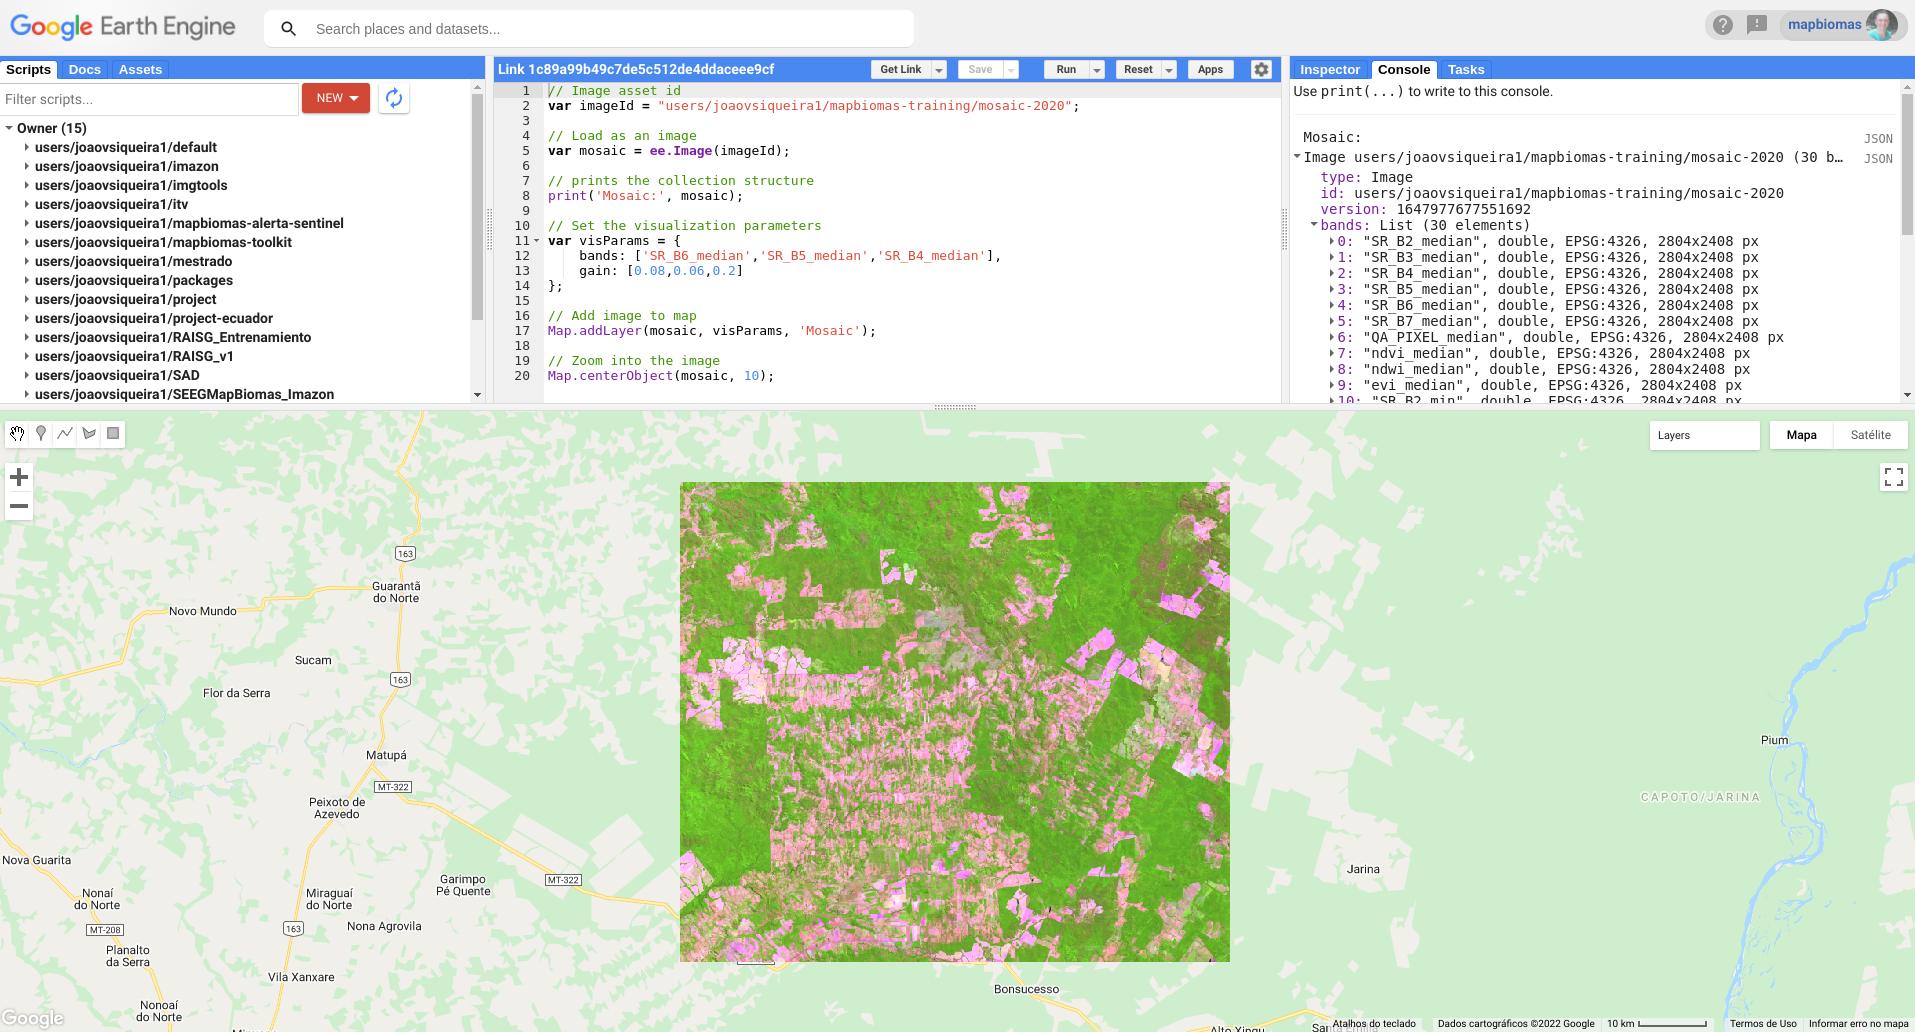 Google Earth Engine
Search places and datasets...
mapbiomas
Scripts Docs Assets
Filter scripts...
NEW
Owner (15)
users/joaovsiqueira1/default
users/joaovsiqueira1/imazon
users/joaovsiqueira1/imgtools
users/joaovsiqueira1/itv
users/joaovsiqueira1/mapbiomas-alerta-sentinel
users/joaovsiqueira1/mapbiomas-toolkit
users/joaovsiqueira1/mestrado
users/joaovsiqueira1/packages
users/joaovsiqueira1/project
users/joaovsiqueira1/project-ecuador
users/joaovsiqueira1/RAISG_Entrenamiento
users/joaovsiqueira1/RAISG_v1
users/joaovsiqueira1/SAD
users/joaovsiqueira1/SEEGMapBiomas_Imazon
Link 1c89a99b49c7de5c512de4ddaceee9cf
Get Link Save Run Reset Apps
1 // Image asset id
2 var imageId = "users/joaovsiqueira1/mapbiomas-training/mosaic-2020";
3
4 // Load as an image
5 var mosaic = ee.Image(imageId);
6
7 // prints the collection structure
8 print('Mosaic:', mosaic);
9
10 // Set the visualization parameters
11 var visParams = {
12 bands: ['SR_B6_median','SR_B5_median','SR_B4_median'],
13 gain: [0.08,0.06,0.2]
14 };
15
16 // Add image to map
17 Map.addLayer(mosaic, visParams, 'Mosaic');
18
19 // Zoom into the image
20 Map.centerObject(mosaic, 10);
Inspector Console Tasks
Use print(...) to write to this console.
Mosaic: JSON
Image users/joaovsiqueira1/mapbiomas-training/mosaic-2020 (30 b… JSON
type: Image
id: users/joaovsiqueira1/mapbiomas-training/mosaic-2020
version: 1647977677551692
bands: List (30 elements)
0: "SR_B2_median", double, EPSG:4326, 2804x2408 px
1: "SR_B3_median", double, EPSG:4326, 2804x2408 px
2: "SR_B4_median", double, EPSG:4326, 2804x2408 px
3: "SR_B5_median", double, EPSG:4326, 2804x2408 px
4: "SR_B6_median", double, EPSG:4326, 2804x2408 px
5: "SR_B7_median", double, EPSG:4326, 2804x2408 px
6: "QA_PIXEL_median", double, EPSG:4326, 2804x2408 px
7: "ndvi_median", double, EPSG:4326, 2804x2408 px
8: "ndwi_median", double, EPSG:4326, 2804x2408 px
9: "evi_median", double, EPSG:4326, 2804x2408 px
10: "SR_B2_min", double, EPSG:4326, 2804x2408 px
Layers
Mapa Satélite
163
Guarantã
do Norte
Novo Mundo
Sucam
163
Flor da Serra
Matupá
MT-322
Peixoto de
Azevedo
Pium
CAPOTO/JARINA
Nova Guarita
Jarina
Garimpo
Pé Quente
MT-322
Nonaí
do Norte
Miraguaí
do Norte
MT-208
163
Nona Agrovila
Planalto
da Serra
Vila Xanxare
Bonsucesso
Nonoaí
do Norte
Google
Alto Xingu
Atalhos do teclado
Dados cartográficos ©2022 Google
10 km
Termos de Uso
Informar erro no mapa